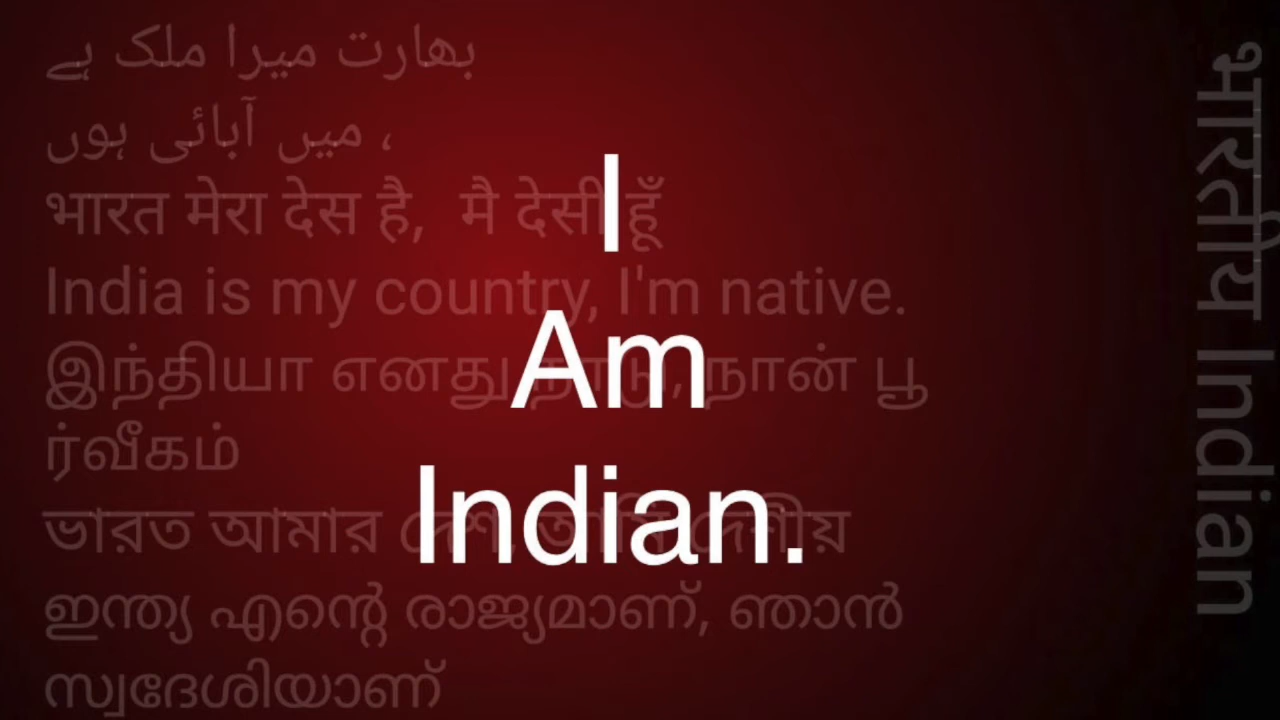 بھارت میرا ملک ہے
، میں آبائی ہوں
भारत मेरा देस है, मै देसी हूँ
India is my country, I'm native.
இந்தியா எனது நாடு, நான் பூ
ர்வீகம்
ভারত আমার দেশ, আমি দেশীয়
ഇന്ത്യ എന്റെ രാജ്യമാണ്, ഞാൻ
സ്വദേശിയാണ്
I
Am
Indian.
भारतीय Indian